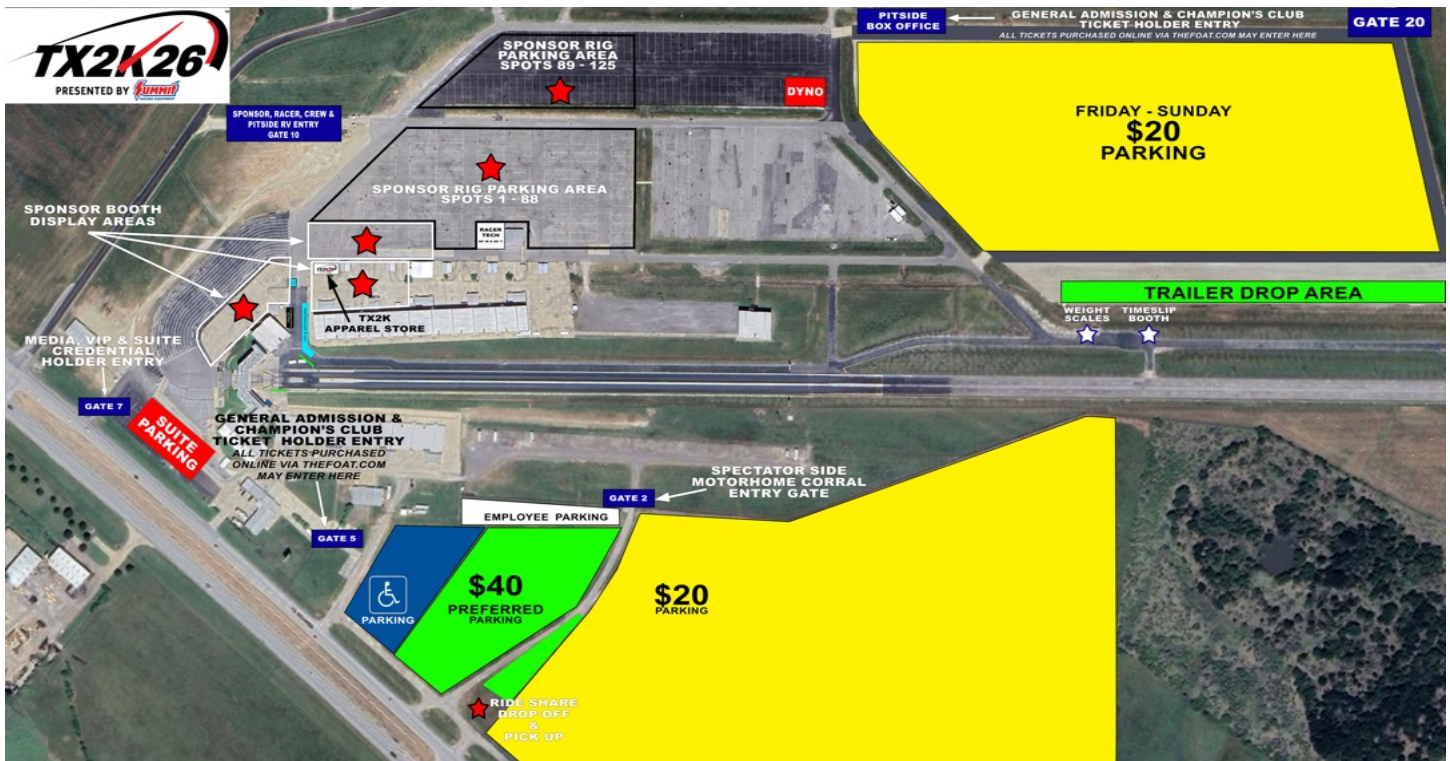 TX2K26
PRESENTED BY SUMMIT
RACING EQUIPMENT
SPONSOR RIG
PARKING AREA
SPOTS 89 - 125
DYNO
PITSIDE
BOX OFFICE
GENERAL ADMISSION & CHAMPION'S CLUB
TICKET HOLDER ENTRY
ALL TICKETS PURCHASED ONLINE VIA THEFOAT.COM MAY ENTER HERE
GATE 20
SPONSOR, RACER, CREW &
PITSIDE RV ENTRY
GATE 10
FRIDAY - SUNDAY
$20
PARKING
SPONSOR RIG PARKING AREA
SPOTS 1 - 88
SPONSOR BOOTH
DISPLAY AREAS
RACER
TECH
TX2K26
TX2K
APPAREL STORE
TRAILER DROP AREA
WEIGHT
SCALES
TIMESLIP
BOOTH
MEDIA, VIP & SUITE
CREDENTIAL
HOLDER ENTRY
GATE 7
SUITE
PARKING
GENERAL ADMISSION &
CHAMPION'S CLUB
TICKET HOLDER ENTRY
ALL TICKETS PURCHASED
ONLINE VIA THEFOAT.COM
MAY ENTER HERE
GATE 5
SPECTATOR SIDE
MOTORHOME CORRAL
ENTRY GATE
GATE 2
EMPLOYEE PARKING
PARKING
$40
PREFERRED
PARKING
$20
PARKING
RIDE SHARE
DROP-OFF
&
PICK UP